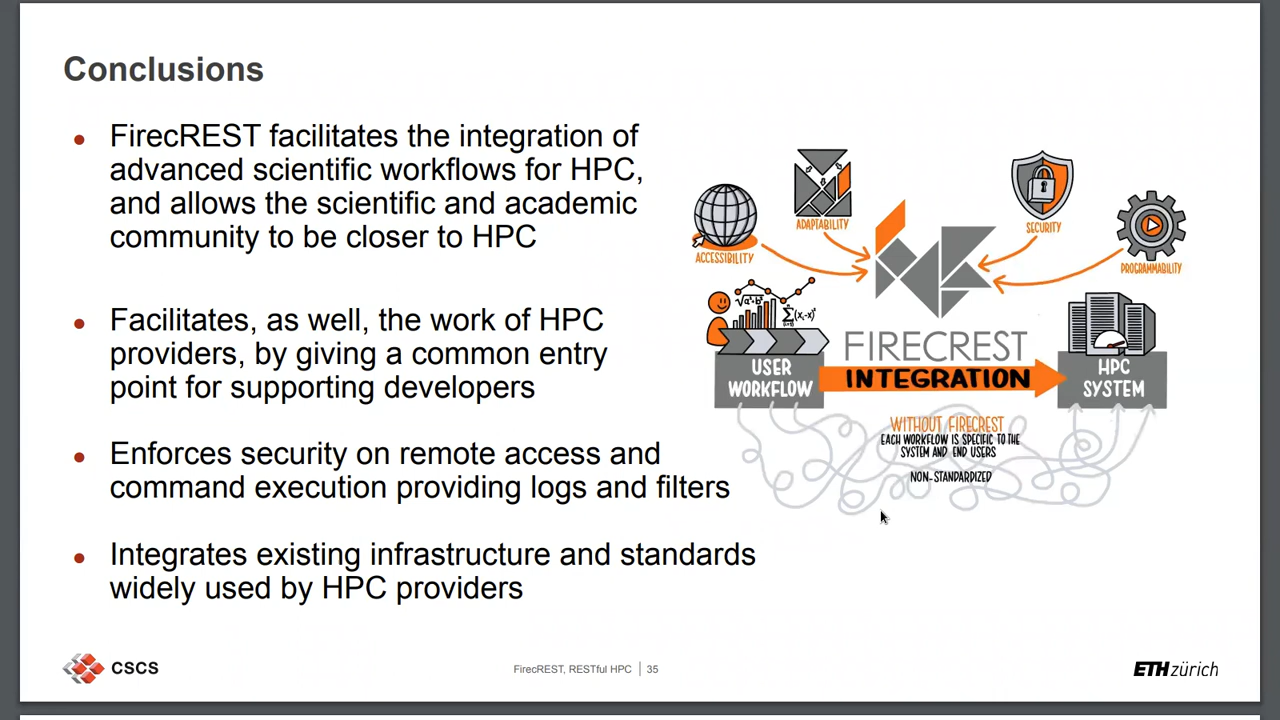 Conclusions
FirecREST facilitates the integration of
advanced scientific workflows for HPC,
and allows the scientific and academic
community to be closer to HPC
Facilitates, as well, the work of HPC
providers, by giving a common entry
point for supporting developers
Enforces security on remote access and
command execution providing logs and filters
Integrates existing infrastructure and standards
widely used by HPC providers
ACCESSIBILITY
ADAPTABILITY
SECURITY
PROGRAMMABILITY
FIRECREST
USER
WORKFLOW
INTEGRATION
HPC
SYSTEM
WITHOUT FIRECREST
EACH WORKFLOW IS SPECIFIC TO THE
SYSTEM AND END USERS
NON-STANDARDIZED
CSCS
FirecREST, RESTful HPC | 35
ETH zürich